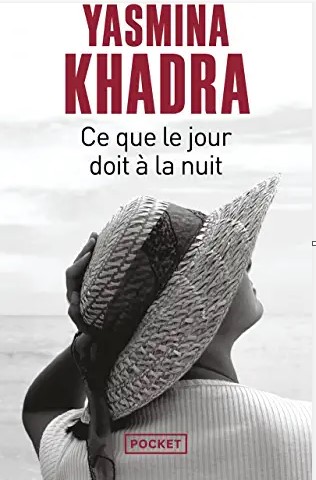 YASMINA
KHADRA
Ce que le jour
doit à la nuit
POCKET